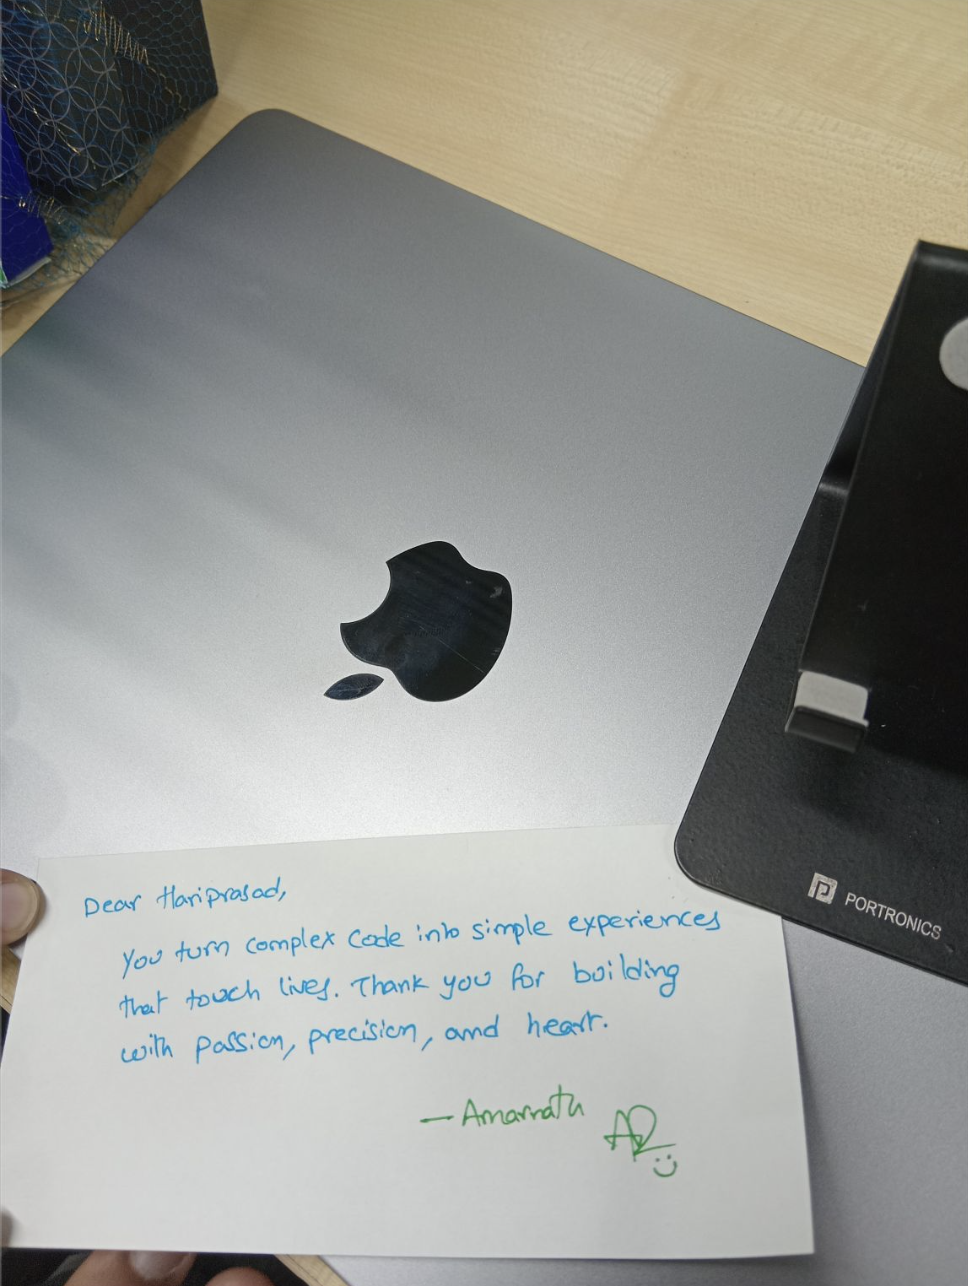 PORTRONICS
Dear Hariprasad,
You turn complex code into simple experiences
that touch lives. Thank you for building
with passion, precision, and heart.
— Amarnath
AR